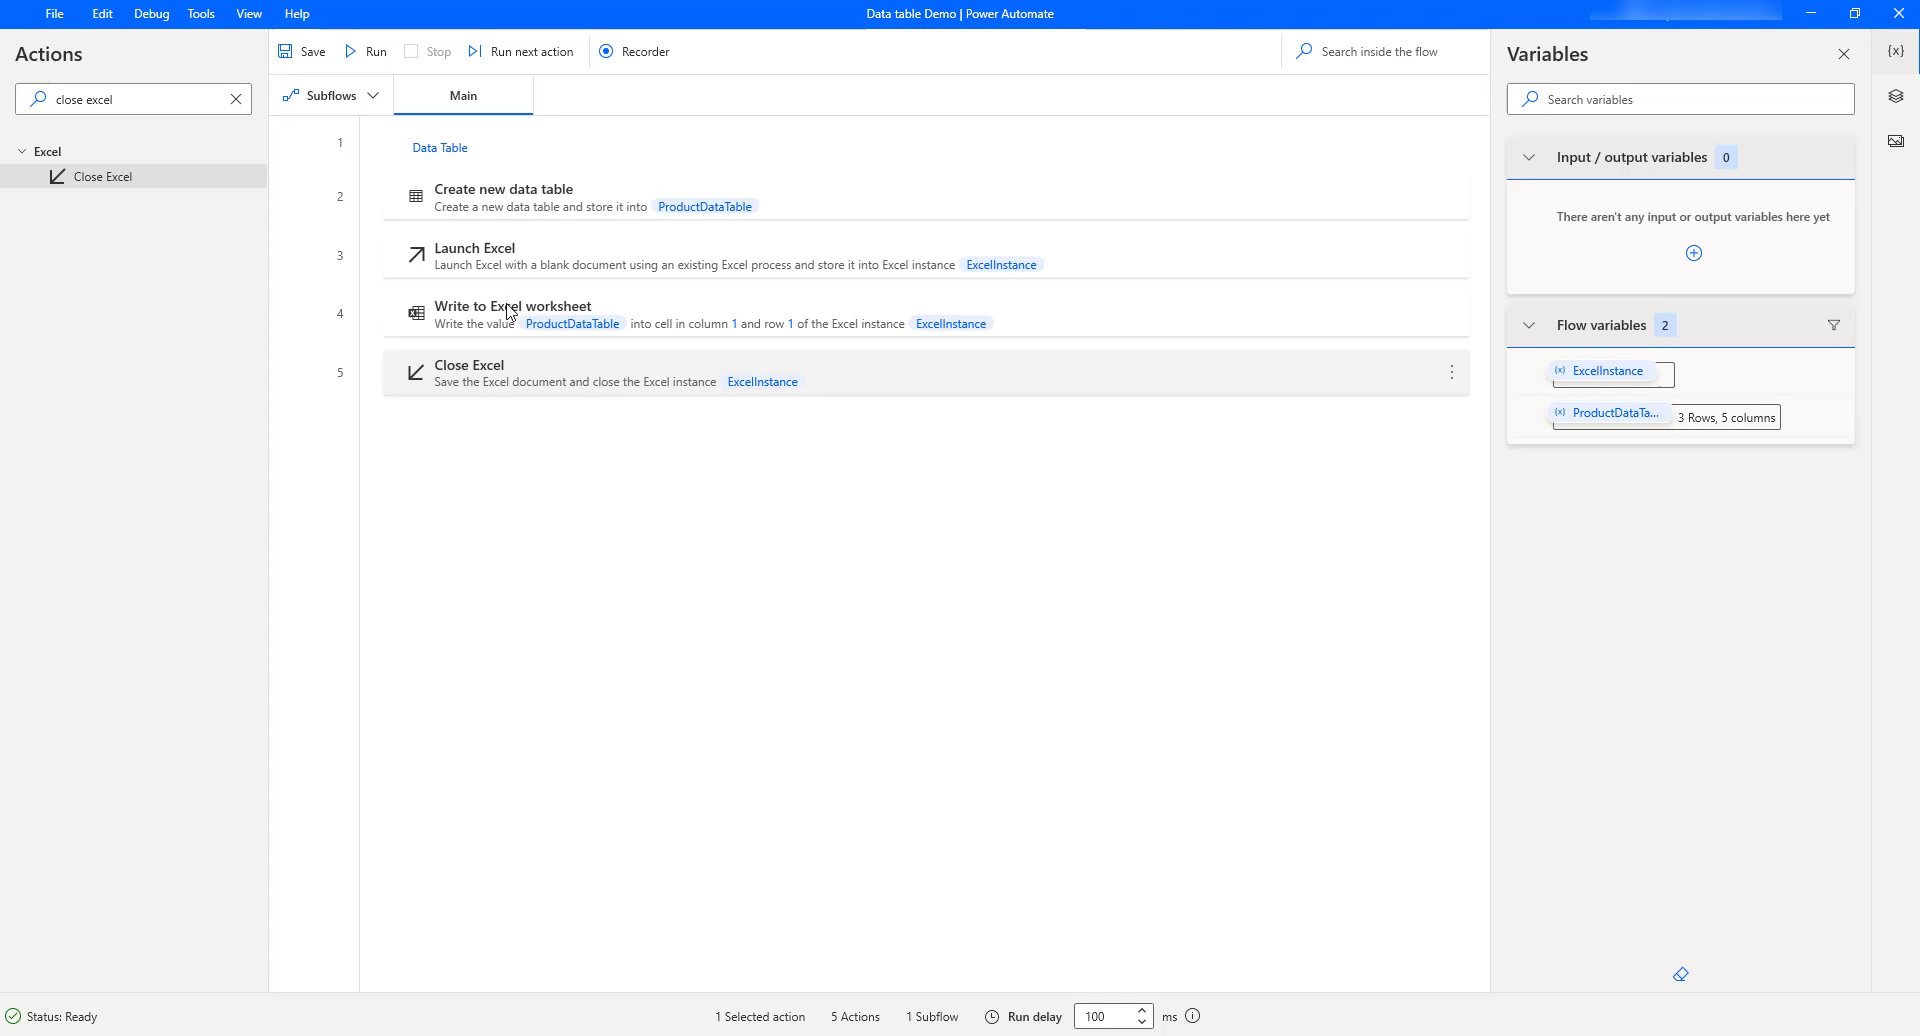 File Edit Debug Tools View Help Data table Demo | Power Automate
Actions
close excel
Excel
Close Excel
Save Run Stop Run next action Recorder Search inside the flow
Subflows Main
1 Data Table
2 Create new data table
Create a new data table and store it into ProductDataTable
3 Launch Excel
Launch Excel with a blank document using an existing Excel process and store it into Excel instance ExcelInstance
4 Write to Excel worksheet
Write the value ProductDataTable into cell in column 1 and row 1 of the Excel instance ExcelInstance
5 Close Excel
Save the Excel document and close the Excel instance ExcelInstance
Variables
{x}
Search variables
Input / output variables 0
There aren't any input or output variables here yet
Flow variables 2
(x) ExcelInstance
(x) ProductDataTa... 3 Rows, 5 columns
Status: Ready 1 Selected action 5 Actions 1 Subflow Run delay 100 ms